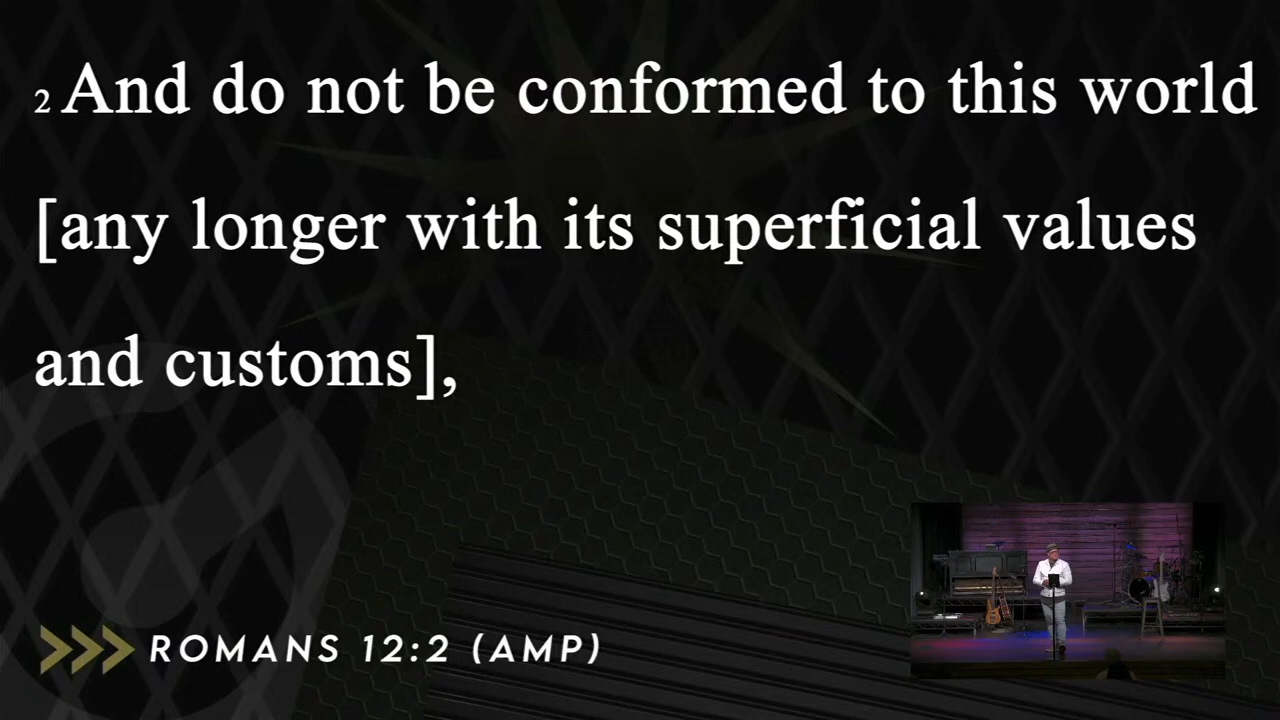 2 And do not be conformed to this world
[any longer with its superficial values
and customs],
ROMANS 12:2 (AMP)